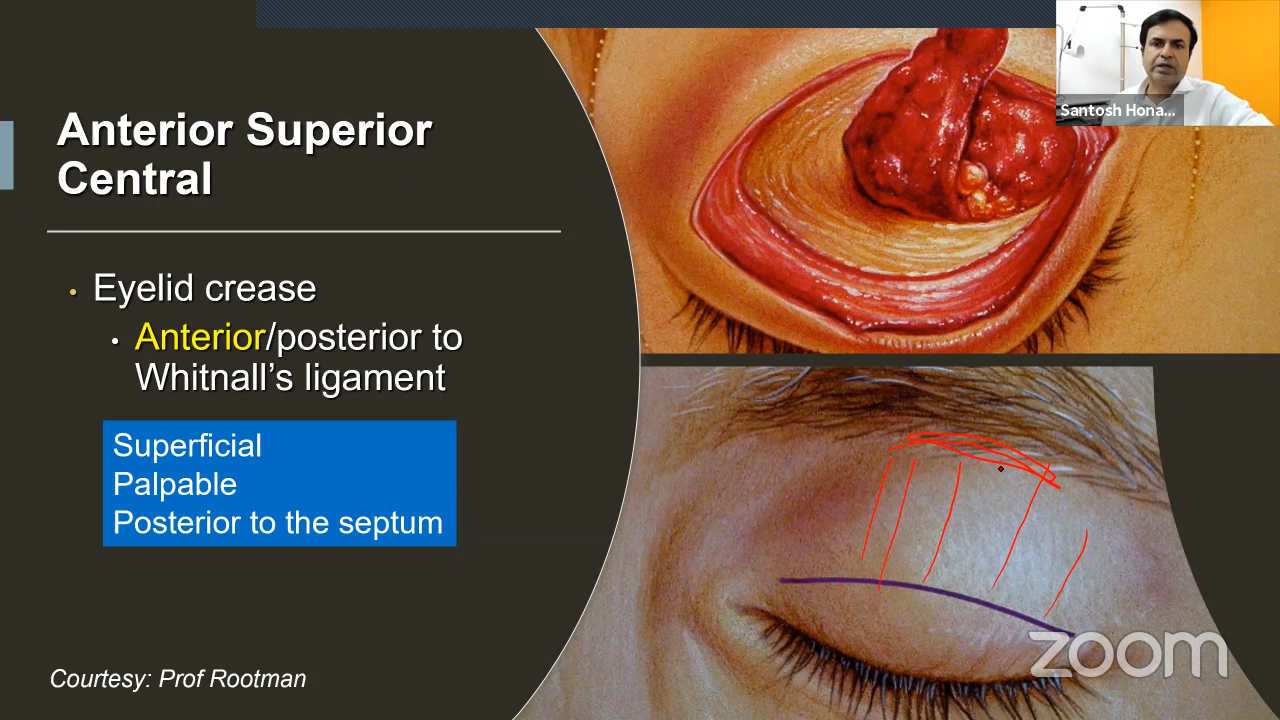 Anterior Superior
Central
• Eyelid crease
• Anterior/posterior to
Whitnall's ligament
Superficial
Palpable
Posterior to the septum
Courtesy: Prof Rootman
Santosh Hona...
zoom